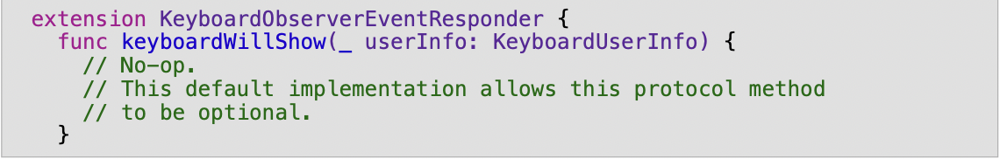 extension KeyboardObserverEventResponder {
  func keyboardWillShow(_ userInfo: KeyboardUserInfo) {
    // No-op.
    // This default implementation allows this protocol method
    // to be optional.
  }